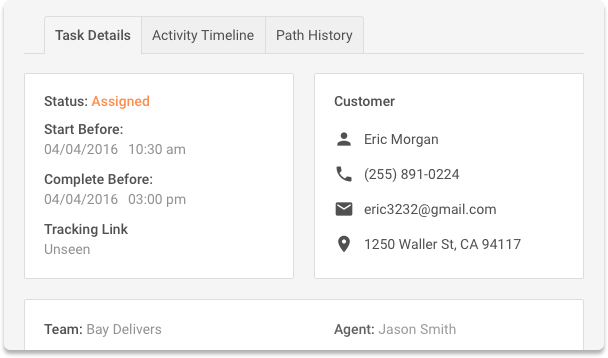 Task Details Activity Timeline Path History
Status: Assigned
Start Before:
04/04/2016 10:30 am
Complete Before:
04/04/2016 03:00 pm
Tracking Link
Unseen
Customer
Eric Morgan
(255) 891-0224
eric3232@gmail.com
1250 Waller St, CA 94117
Team: Bay Delivers
Agent: Jason Smith